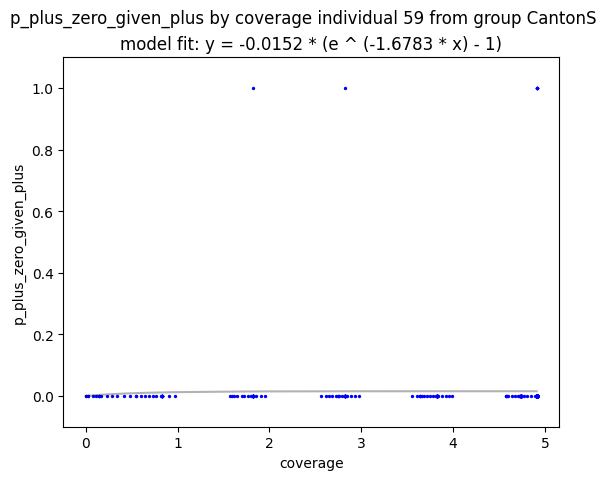 p_plus_zero_given_plus by coverage individual 59 from group CantonS
model fit: y = -0.0152 * (e ^ (-1.6783 * x) - 1)
1.0
0.8
0.6
0.4
0.2
0.0
p_plus_zero_given_plus
0 1 2 3 4 5
coverage